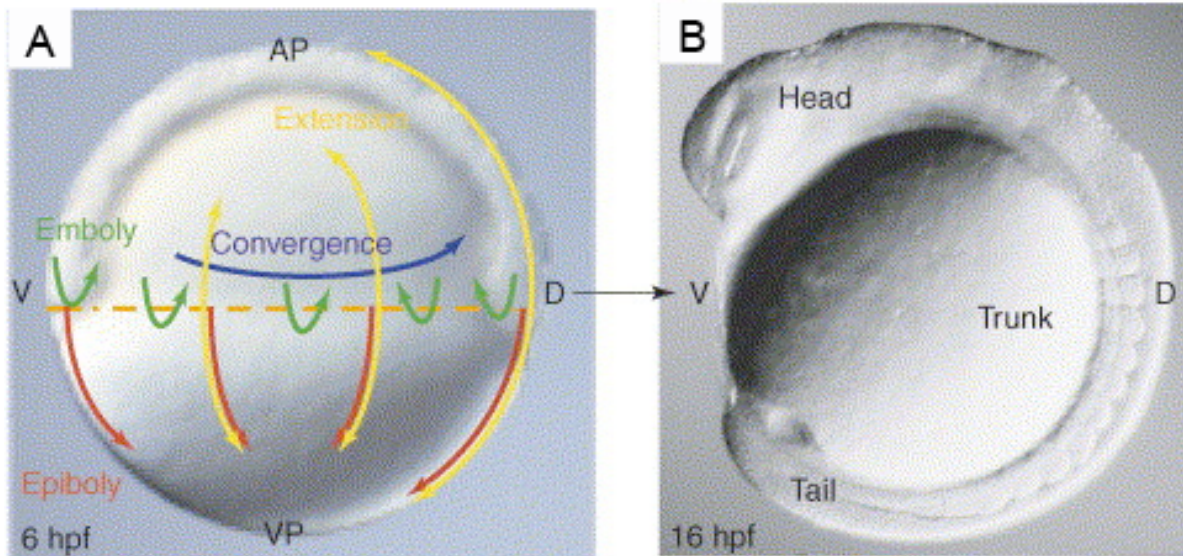 A
AP
Extension
Emboly
Convergence
V
D
Epiboly
VP
6 hpf
B
Head
V
D
Trunk
Tail
16 hpf